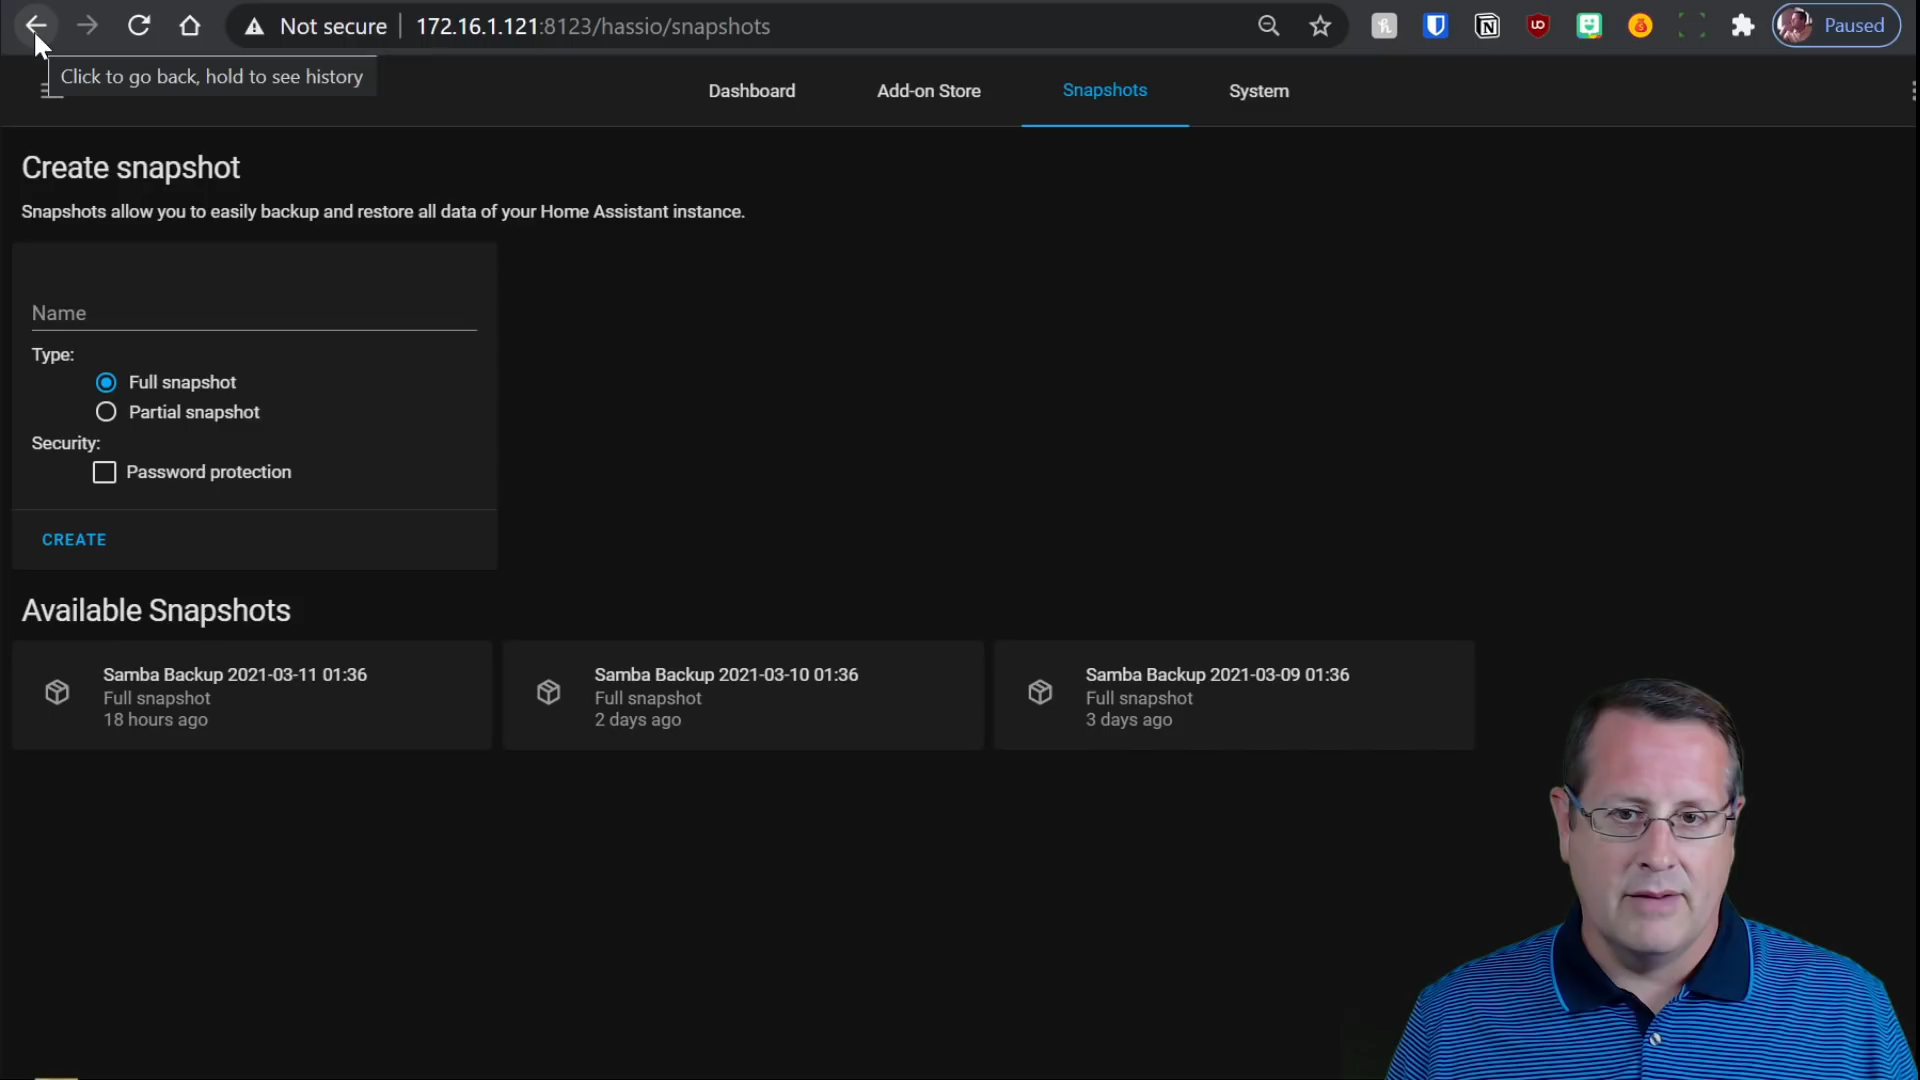 Not secure
172.16.1.121:8123/hassio/snapshots
Paused
Click to go back, hold to see history
Dashboard
Add-on Store
Snapshots
System
Create snapshot
Snapshots allow you to easily backup and restore all data of your Home Assistant instance.
Name
Type:
Full snapshot
Partial snapshot
Security:
Password protection
CREATE
Available Snapshots
Samba Backup 2021-03-11 01:36
Full snapshot
18 hours ago
Samba Backup 2021-03-10 01:36
Full snapshot
2 days ago
Samba Backup 2021-03-09 01:36
Full snapshot
3 days ago